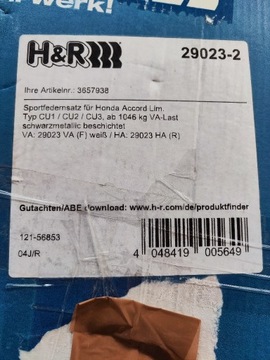 rwerk!
H&R
29023-2
Ihre Artikelnr.: 3657938
Sportfedernsatz für Honda Accord Lim.
Typ CU1 / CU2 / CU3, ab 1046 kg VA-Last
schwarzmetallic beschichtet
VA: 29023 VA (F) weiß / HA: 29023 HA (R)
Gutachten/ABE download: www.h-r.com/de/produktfinder
121-56853
04J/R
4 048419 005649